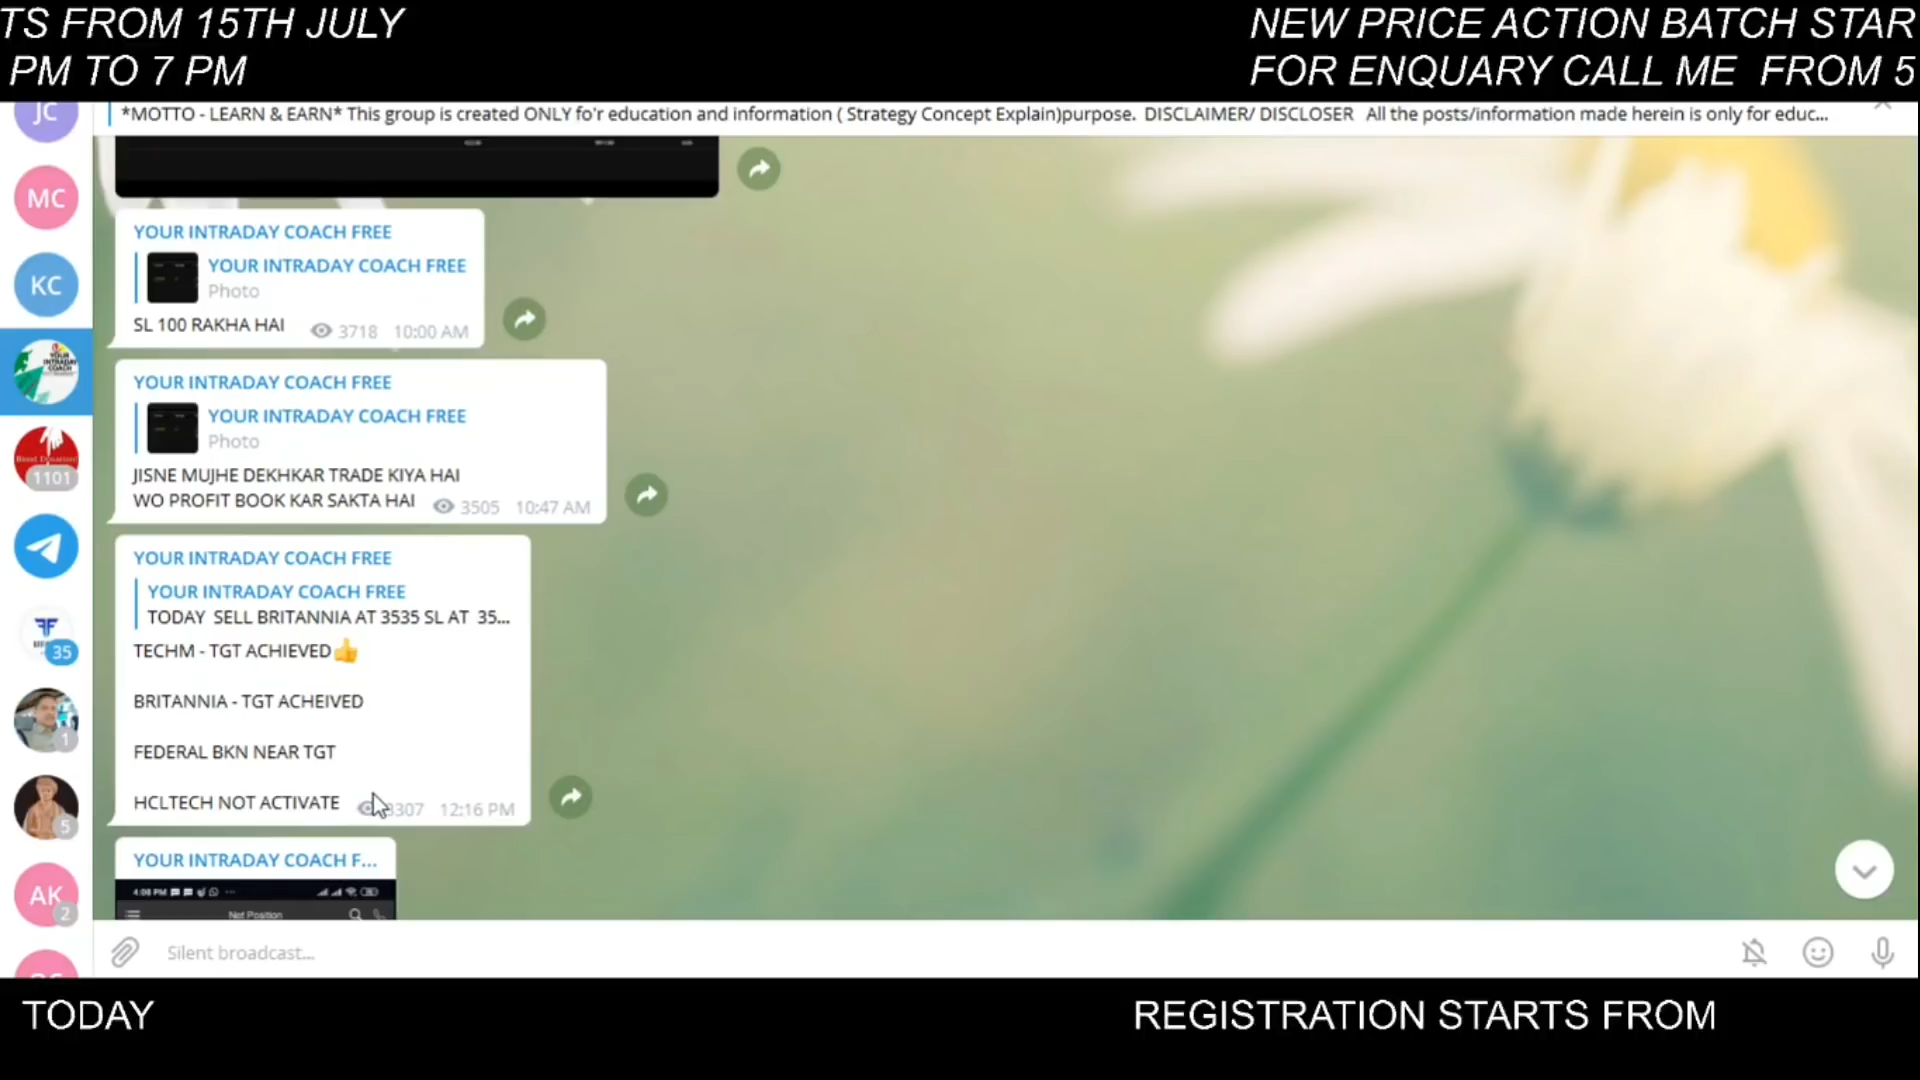 TS FROM 15TH JULY
NEW PRICE ACTION BATCH STAR
PM TO 7 PM
FOR ENQUARY CALL ME FROM 5
JC
*MOTTO - LEARN & EARN* This group is created ONLY fo'r education and information ( Strategy Concept Explain)purpose. DISCLAIMER/ DISCLOSER All the posts/information made herein is only for educ...
MC
YOUR INTRADAY COACH FREE
YOUR INTRADAY COACH FREE
Photo
SL 100 RAKHA HAI 3718 10:00 AM
KC
YOUR INTRADAY COACH
YOUR INTRADAY COACH FREE
YOUR INTRADAY COACH FREE
Photo
JISNE MUJHE DEKHKAR TRADE KIYA HAI
WO PROFIT BOOK KAR SAKTA HAI 3505 10:47 AM
Blood Donation
1101
YOUR INTRADAY COACH FREE
YOUR INTRADAY COACH FREE
TODAY SELL BRITANNIA AT 3535 SL AT 35...
TECHM - TGT ACHIEVED👍
BRITANNIA - TGT ACHEIVED
FEDERAL BKN NEAR TGT
HCLTECH NOT ACTIVATE 3307 12:16 PM
35
1
5
AK
2
YOUR INTRADAY COACH F...
4:08 PM
Net Position
Silent broadcast...
TODAY
REGISTRATION STARTS FROM